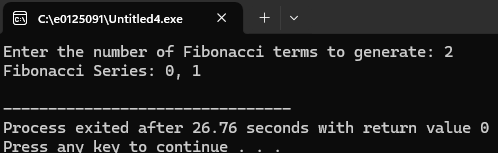 C:\e0125091\Untitled4.exe
Enter the number of Fibonacci terms to generate: 2
Fibonacci Series: 0, 1
--------------------------------
Process exited after 26.76 seconds with return value 0
Press any key to continue . . .